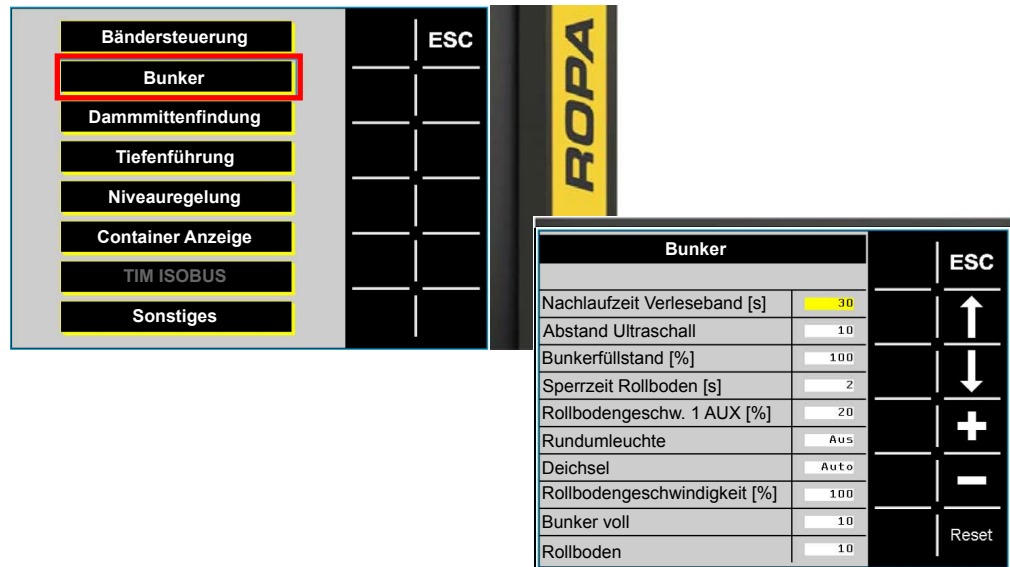 Bändersteuerung
ESC
Bunker
Dammmittenfindung
Tiefenführung
Niveauregelung
Container Anzeige
TIM ISOBUS
Sonstiges
ROPA
Bunker
ESC
Nachlaufzeit Verleseband [s] 30
Abstand Ultraschall 10
Bunkerfüllstand [%] 100
Sperrzeit Rollboden [s] 2
Rollbodengeschw. 1 AUX [%] 20
Rundumleuchte Aus
Deichsel Auto
Rollbodengeschwindigkeit [%] 100
Bunker voll 10
Rollboden 10
Reset